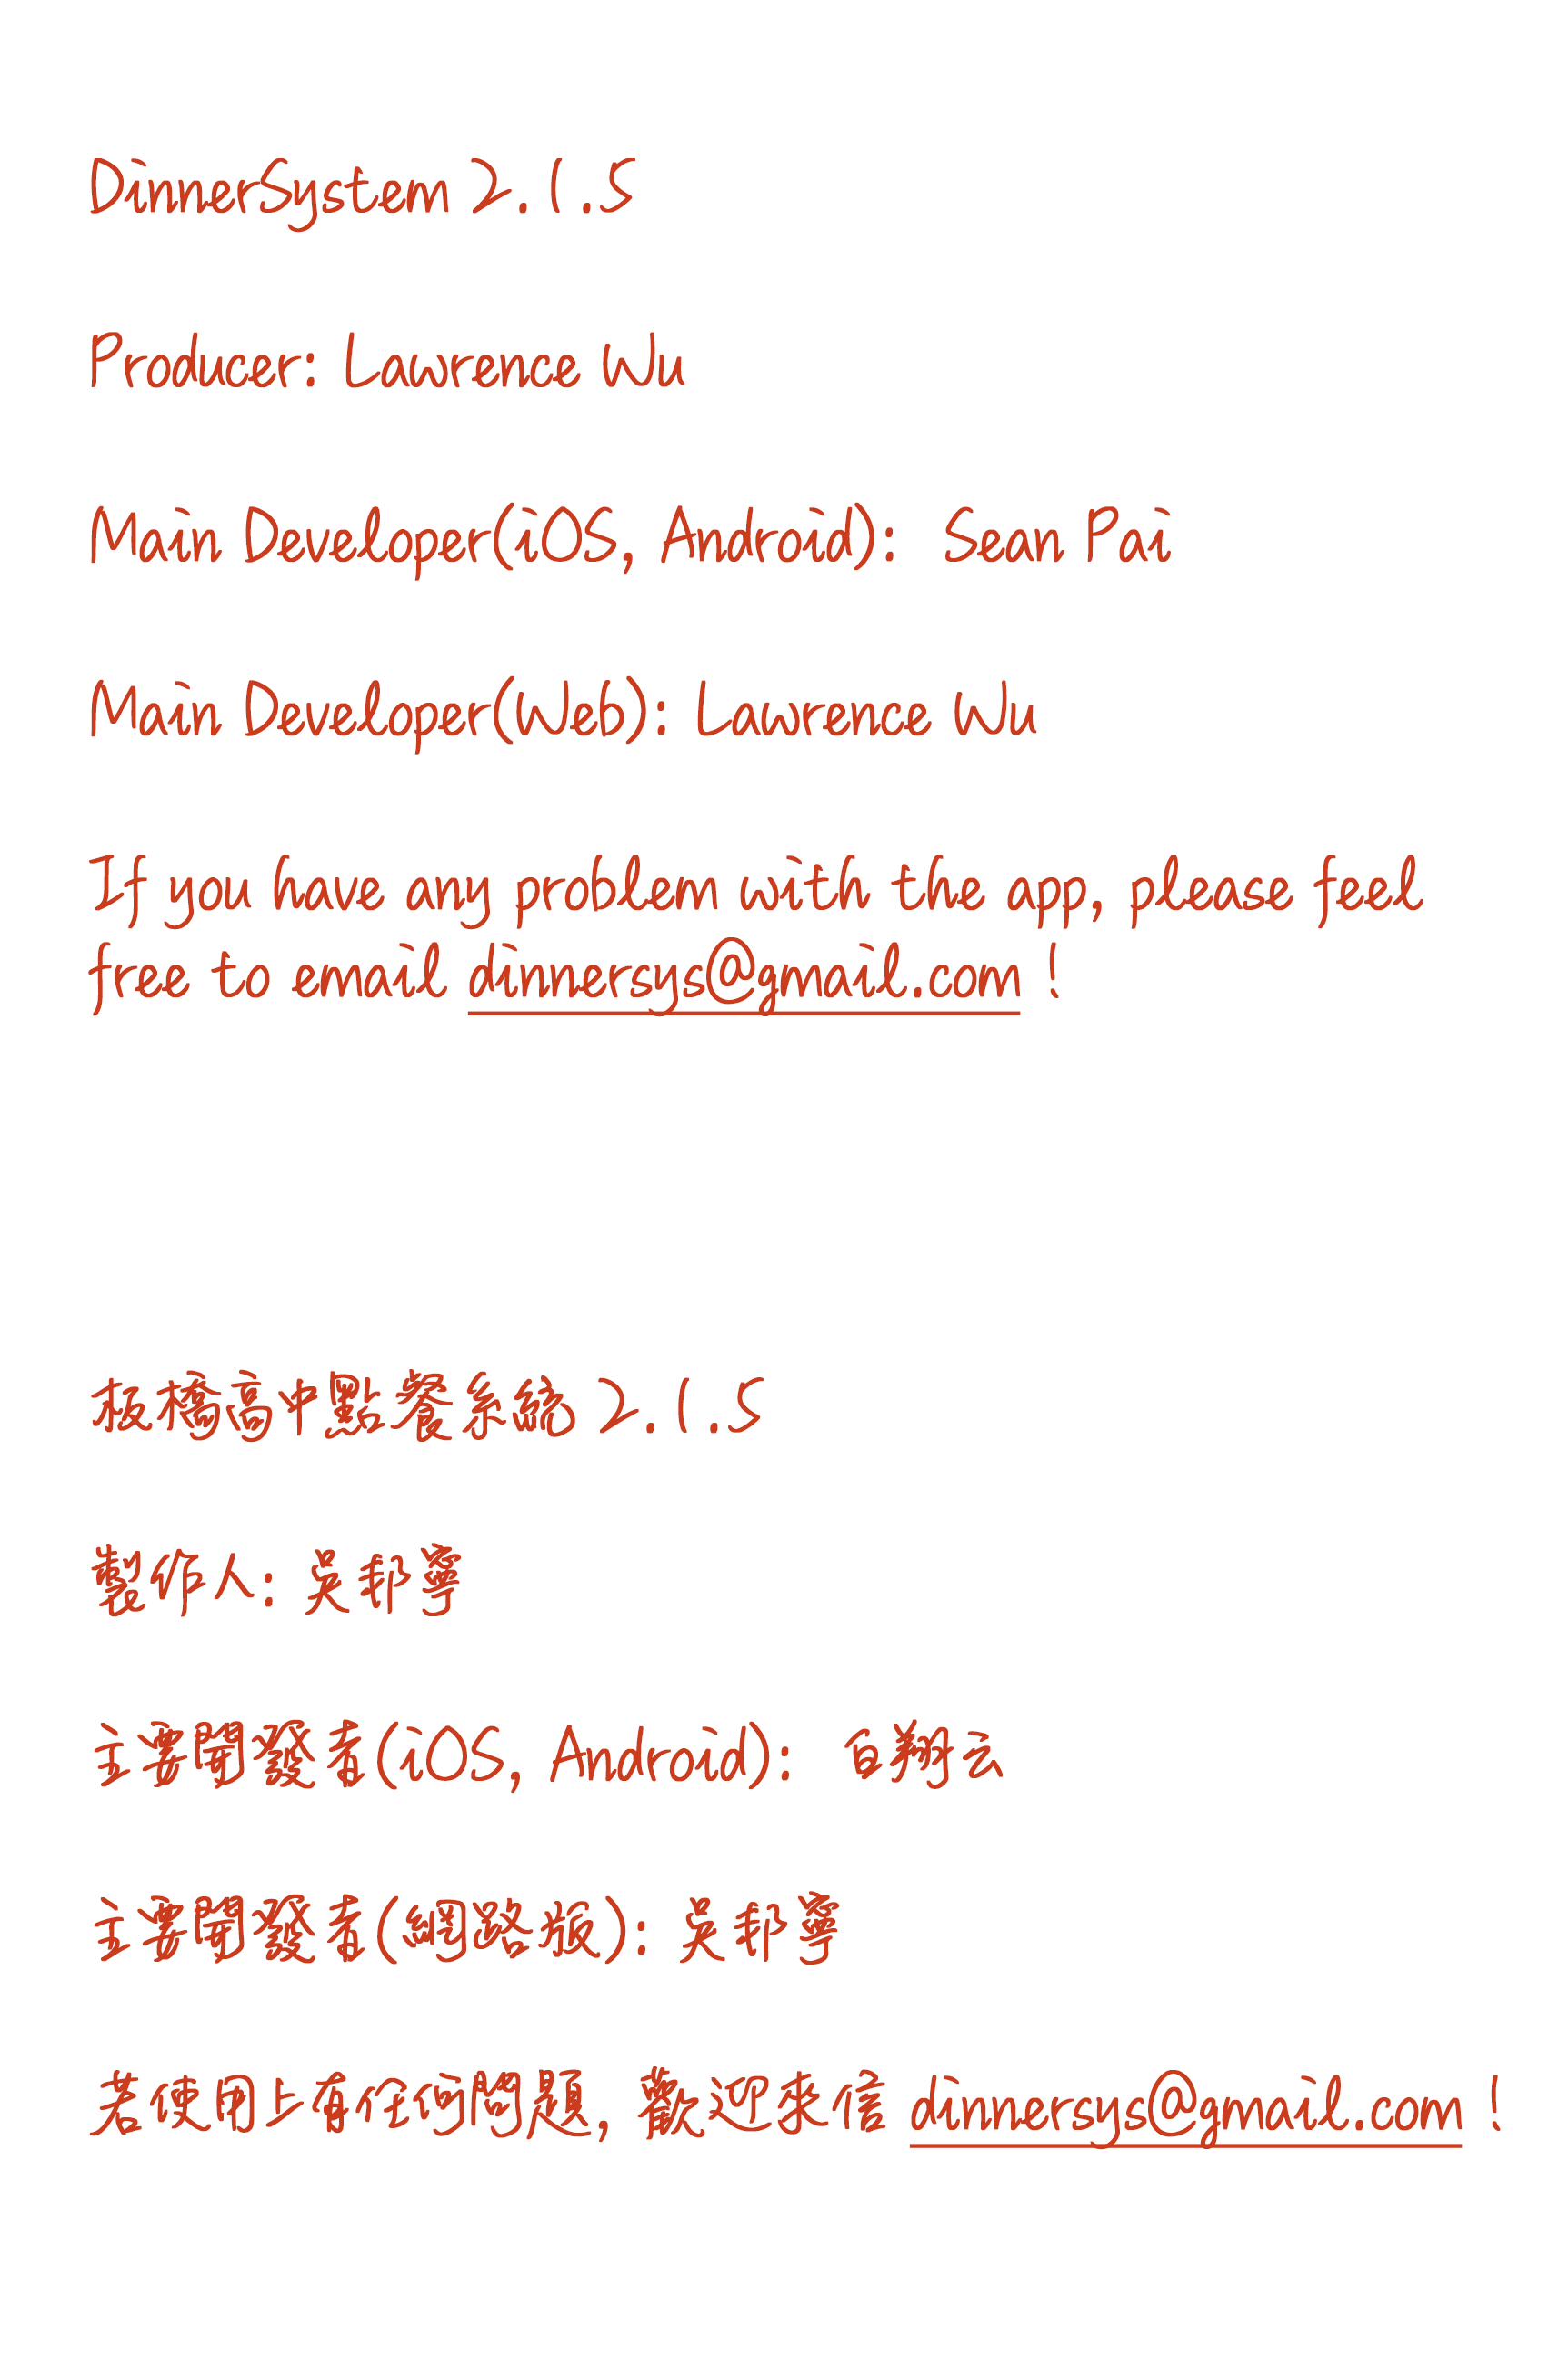 DinnerSystem 2.1.5
Producer: Lawrence Wu
Main Developer(iOS, Android): Sean Pai
Main Developer(Web): Lawrence Wu
If you have any problem with the app, please feel
free to email dinnersys@gmail.com !
板橋高中點餐系統 2.1.5
製作人: 吳邦寧
主要開發者(iOS, Android): 白翔云
主要開發者(網路版): 吳邦寧
若使用上有任何問題, 歡迎來信 dinnersys@gmail.com !